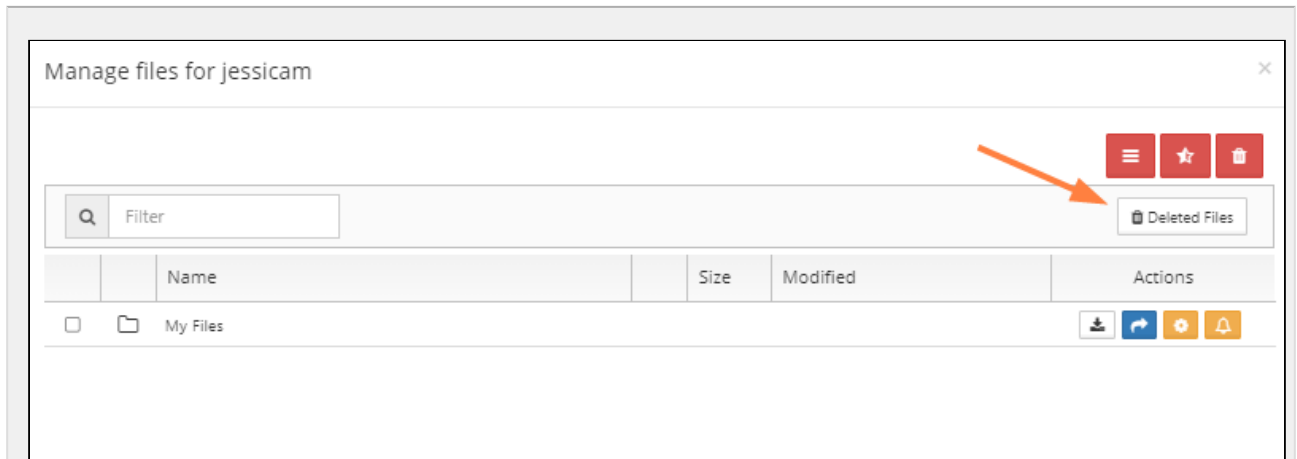 Manage files for jessicam
Filter
Deleted Files
Name Size Modified Actions
My Files